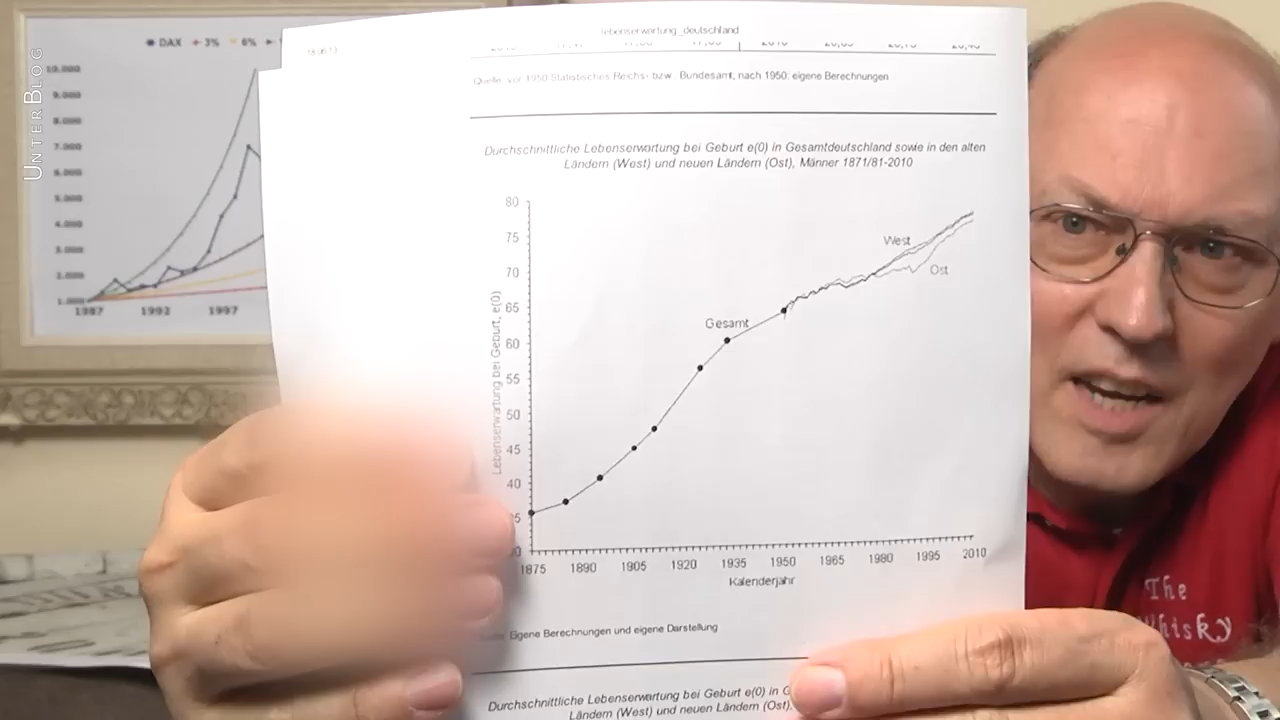 UNTERBLOG
DAX 3% 6%
10.000
9.000
8.000
7.000
6.000
5.000
4.000
3.000
2.000
1.000
1987 1992 1997
lebenserwartung_deutschland
Quelle: vor 1950 Statistisches Reichs- bzw. Bundesamt, nach 1950: eigene Berechnungen
Durchschnittliche Lebenserwartung bei Geburt e(0) in Gesamtdeutschland sowie in den alten
Ländern (West) und neuen Ländern (Ost), Männer 1871/81-2010
Lebenserwartung bei Geburt, e(0)
80
75
70
65
60
55
50
45
40
5
0
West
Ost
Gesamt
1875 1890 1905 1920 1935 1950 1965 1980 1995 2010
Kalenderjahr
Eigene Berechnungen und eigene Darstellung
Durchschnittliche Lebenserwartung bei Geburt e(0) in G
Ländern (West) und neuen Ländern (Ost),
The
Whisky